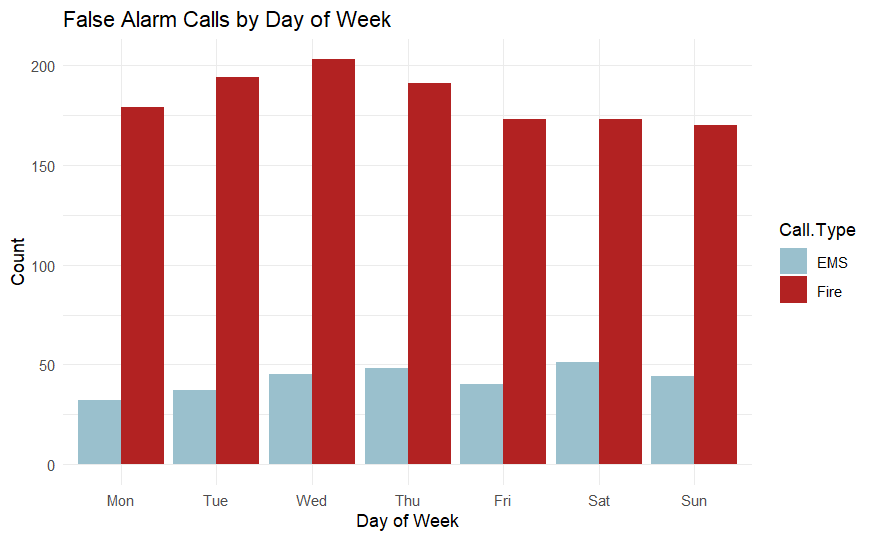 False Alarm Calls by Day of Week
Count
200
150
100
50
0
Mon Tue Wed Thu Fri Sat Sun
Day of Week
Call.Type
EMS
Fire